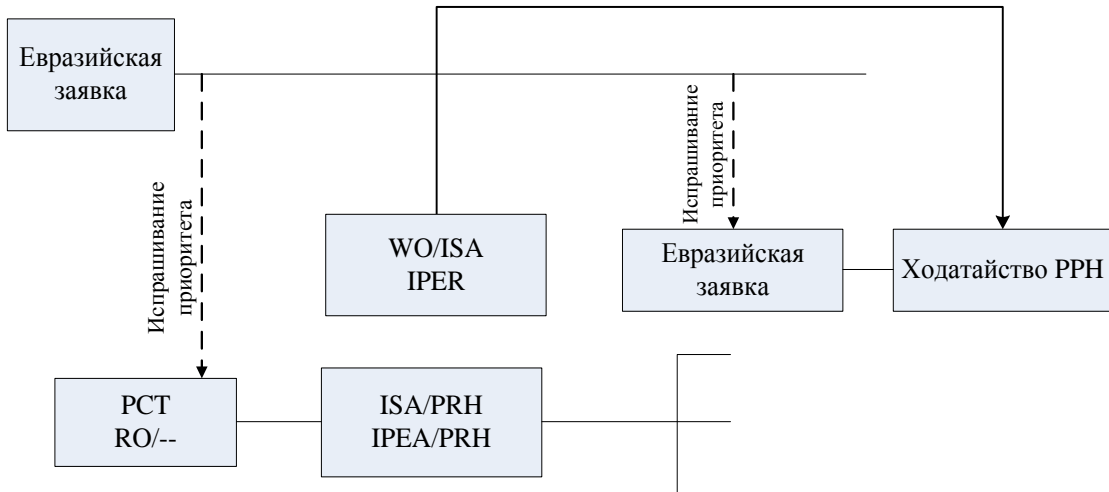 Евразийская
заявка
Испрашивание
приоритета
Испрашивание
приоритета
WO/ISA
IPER
Евразийская
заявка
Ходатайство PPH
PCT
RO/--
ISA/PRH
IPEA/PRH